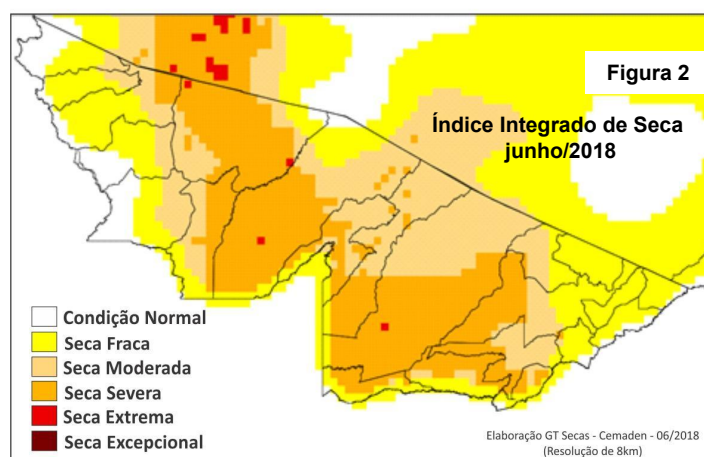 Figura 2
Índice Integrado de Seca
junho/2018
Condição Normal
Seca Fraca
Seca Moderada
Seca Severa
Seca Extrema
Seca Excepcional
Elaboração GT Secas - Cemaden - 06/2018
(Resolução de 8km)